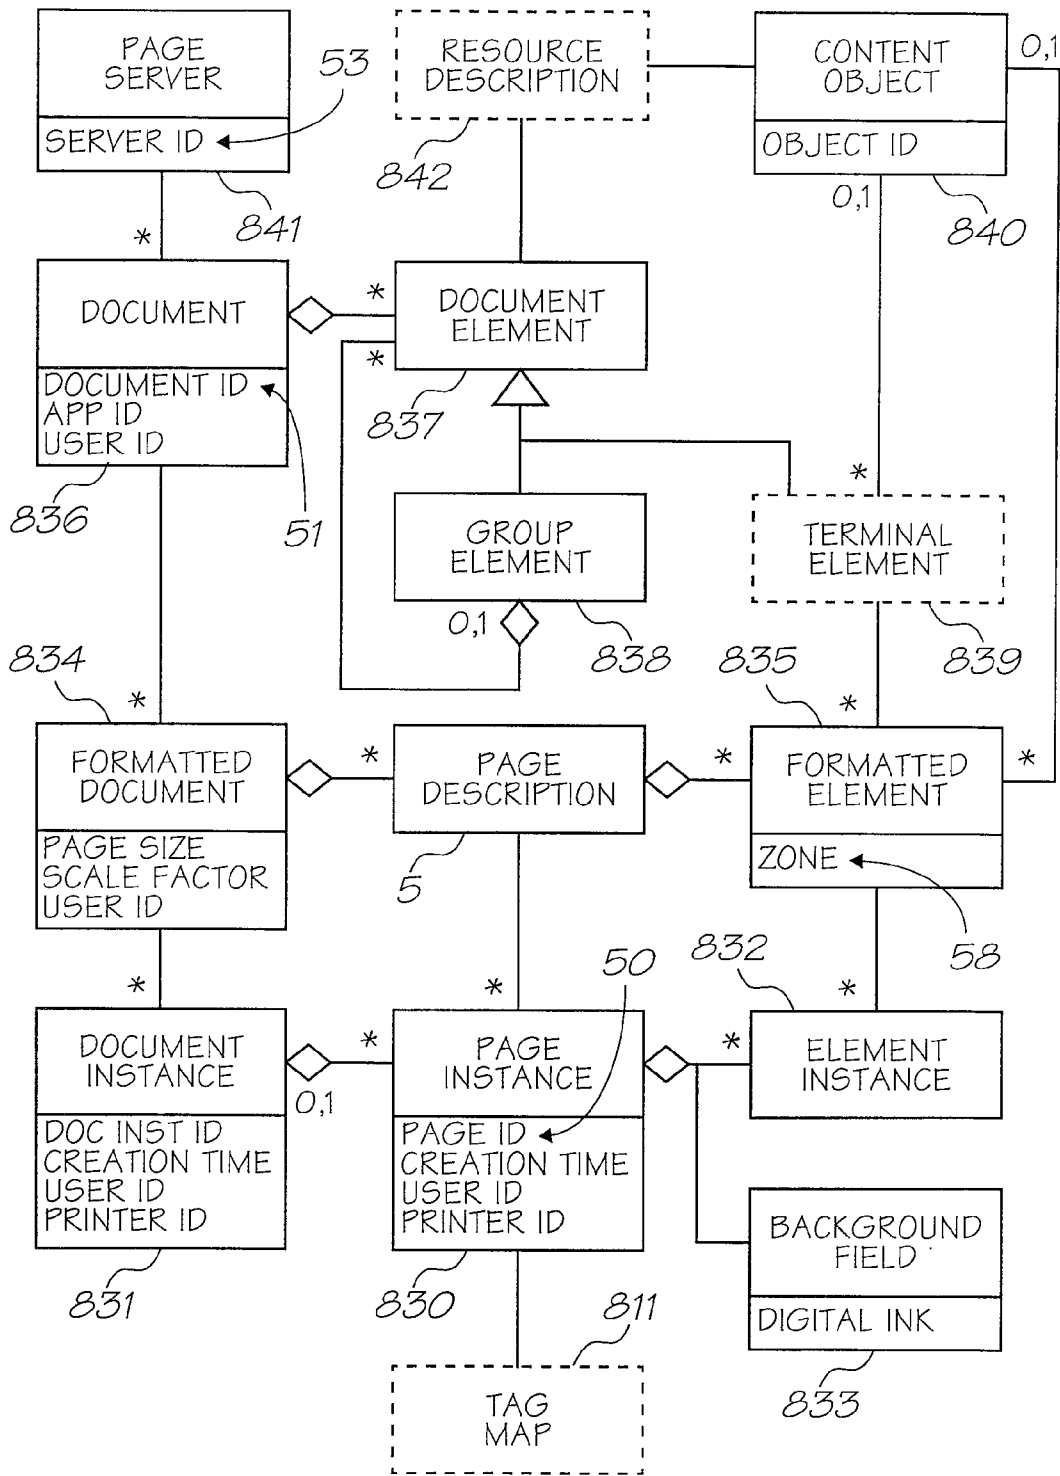 PAGE
SERVER
SERVER ID
53
841
*
RESOURCE
DESCRIPTION
842
CONTENT
OBJECT
OBJECT ID
0,1
0,1
840
DOCUMENT
DOCUMENT ID
APP ID
USER ID
836
51
*
*
DOCUMENT
ELEMENT
837
GROUP
ELEMENT
0,1
838
*
TERMINAL
ELEMENT
839
834
*
FORMATTED
DOCUMENT
PAGE SIZE
SCALE FACTOR
USER ID
*
PAGE
DESCRIPTION
5
835
*
*
*
FORMATTED
ELEMENT
ZONE
58
*
DOCUMENT
INSTANCE
DOC INST ID
CREATION TIME
USER ID
PRINTER ID
831
0,1
*
*
50
PAGE
INSTANCE
PAGE ID
CREATION TIME
USER ID
PRINTER ID
830
832
*
*
ELEMENT
INSTANCE
BACKGROUND
FIELD
DIGITAL INK
833
811
TAG
MAP